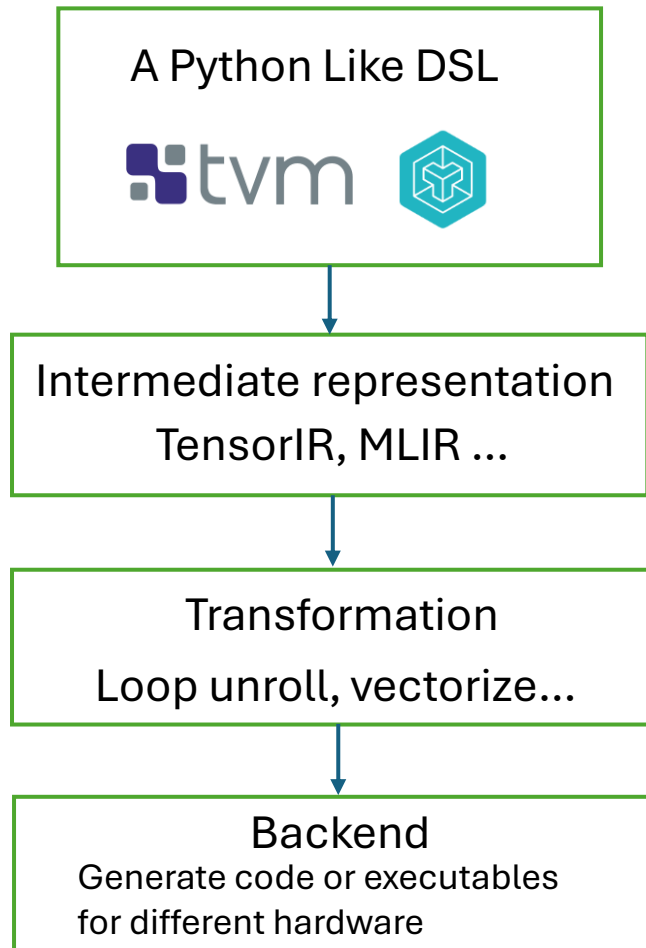 A Python Like DSL
tvm
Intermediate representation
TensorIR, MLIR ...
Transformation
Loop unroll, vectorize...
Backend
Generate code or executables
for different hardware